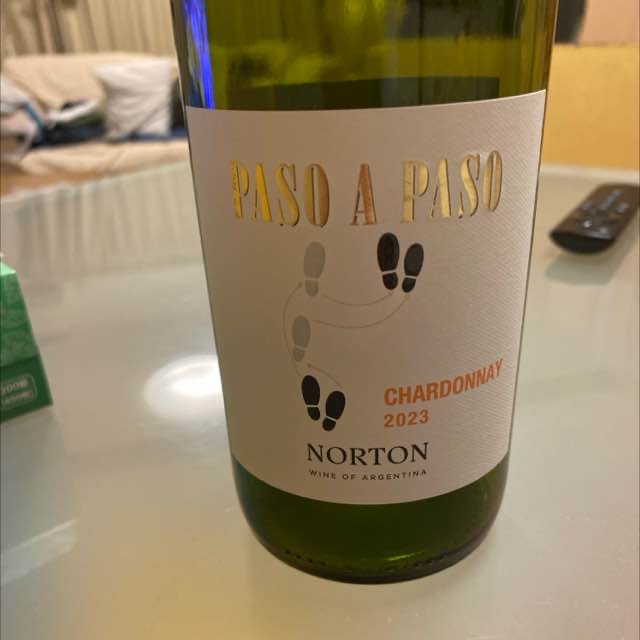 PASO A PASO
CHARDONNAY
2023
NORTON
WINE OF ARGENTINA